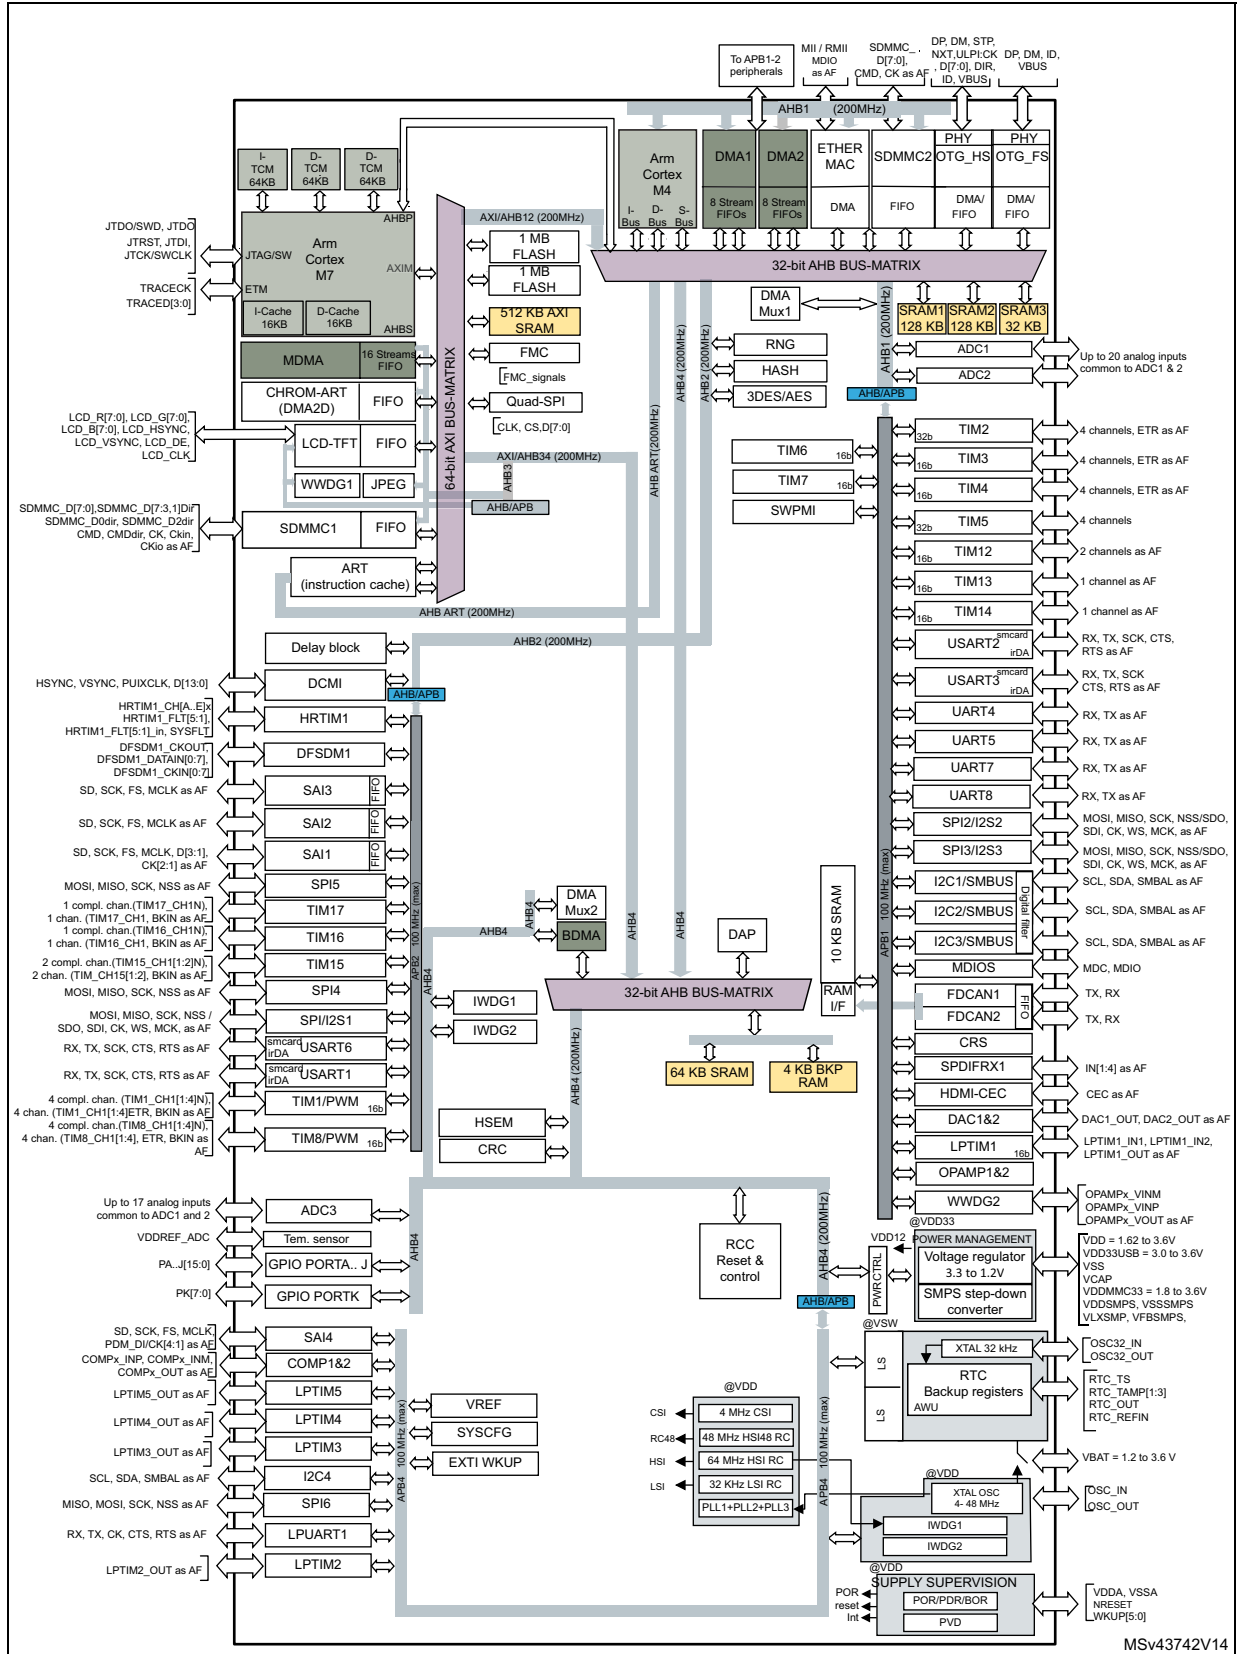 To APB1-2
peripherals
MII / RMII
MDIO
as AF
SDMMC_
D[7:0],
CMD, CK as AF
DP, DM, STP,
NXT,ULPI:CK
, D[7:0], DIR,
ID, VBUS
DP, DM, ID,
VBUS
AHB1 (200MHz)
I-
TCM
64KB
D-
TCM
64KB
D-
TCM
64KB
Arm
Cortex
M4
I-
Bus
D-
Bus
S-
Bus
DMA1
8 Stream
FIFOs
DMA2
8 Stream
FIFOs
ETHER
MAC
DMA
SDMMC2
FIFO
PHY
OTG_HS
DMA/
FIFO
PHY
OTG_FS
DMA/
FIFO
JTDO/SWD, JTDO
JTRST, JTDI,
JTCK/SWCLK
TRACECK
TRACED[3:0]
JTAG/SW
ETM
Arm
Cortex
M7
AHBP
AXIM
AHBS
I-Cache
16KB
D-Cache
16KB
AXI/AHB12 (200MHz)
1 MB
FLASH
1 MB
FLASH
512 KB AXI
SRAM
FMC
FMC_signals
Quad-SPI
CLK, CS,D[7:0]
64-bit AXI BUS-MATRIX
32-bit AHB BUS-MATRIX
DMA
Mux1
SRAM1
128 KB
SRAM2
128 KB
SRAM3
32 KB
AHB1 (200MHz)
AHB2 (200MHz)
AHB4 (200MHz)
AHB ART(200MHz)
RNG
HASH
3DES/AES
ADC1
ADC2
Up to 20 analog inputs
common to ADC1 & 2
AHB/APB
MDMA
16 Streams
FIFO
CHROM-ART
(DMA2D)
FIFO
LCD_R[7:0], LCD_G[7:0],
LCD_B[7:0], LCD_HSYNC,
LCD_VSYNC, LCD_DE,
LCD_CLK
LCD-TFT
FIFO
WWDG1
JPEG
AXI/AHB34 (200MHz)
AHB3
AHB/APB
SDMMC_D[7:0],SDMMC_D[7:3,1]Dir
SDMMC_D0dir, SDMMC_D2dir
CMD, CMDdir, CK, Ckin,
CKio as AF
SDMMC1
FIFO
ART
(instruction cache)
AHB ART (200MHz)
TIM6
16b
TIM7
16b
SWPMI
TIM2
32b
4 channels, ETR as AF
TIM3
16b
4 channels, ETR as AF
TIM4
16b
4 channels, ETR as AF
TIM5
32b
4 channels
TIM12
16b
2 channels as AF
TIM13
16b
1 channel as AF
TIM14
16b
1 channel as AF
USART2
smcard
irDA
RX, TX, SCK, CTS,
RTS as AF
USART3
smcard
irDA
RX, TX, SCK
CTS, RTS as AF
UART4
RX, TX as AF
UART5
RX, TX as AF
UART7
RX, TX as AF
UART8
RX, TX as AF
SPI2/I2S2
MOSI, MISO, SCK, NSS/SDO,
SDI, CK, WS, MCK, as AF
SPI3/I2S3
MOSI, MISO, SCK, NSS/SDO,
SDI, CK, WS, MCK, as AF
I2C1/SMBUS
SCL, SDA, SMBAL as AF
I2C2/SMBUS
SCL, SDA, SMBAL as AF
I2C3/SMBUS
SCL, SDA, SMBAL as AF
Digital filter
MDIOS
MDC, MDIO
FDCAN1
TX, RX
FDCAN2
TX, RX
FIFO
CRS
SPDIFRX1
IN[1:4] as AF
HDMI-CEC
CEC as AF
DAC1&2
DAC1_OUT, DAC2_OUT as AF
LPTIM1
16b
LPTIM1_IN1, LPTIM1_IN2,
LPTIM1_OUT as AF
OPAMP1&2
WWDG2
OPAMPx_VINM
OPAMPx_VINP
OPAMPx_VOUT as AF
APB1 100 MHz (max)
10 KB SRAM
RAM
I/F
AHB2 (200MHz)
Delay block
HSYNC, VSYNC, PUIXCLK, D[13:0]
DCMI
AHB/APB
HRTIM1_CH[A..E]x
HRTIM1_FLT[5:1],
HRTIM1_FLT[5:1]_in, SYSFLT
HRTIM1
DFSDM1_CKOUT,
DFSDM1_DATAIN[0:7],
DFSDM1_CKIN[0:7]
DFSDM1
SD, SCK, FS, MCLK as AF
SAI3
FIFO
SD, SCK, FS, MCLK as AF
SAI2
FIFO
SD, SCK, FS, MCLK, D[3:1],
CK[2:1] as AF
SAI1
FIFO
MOSI, MISO, SCK, NSS as AF
SPI5
1 compl. chan.(TIM17_CH1N),
1 chan. (TIM17_CH1, BKIN as AF
TIM17
1 compl. chan.(TIM16_CH1N),
1 chan. (TIM16_CH1, BKIN as AF
TIM16
2 compl. chan.(TIM15_CH1[1:2]N),
2 chan. (TIM_CH15[1:2], BKIN as AF
TIM15
MOSI, MISO, SCK, NSS as AF
SPI4
MOSI, MISO, SCK, NSS /
SDO, SDI, CK, WS, MCK, as AF
SPI/I2S1
RX, TX, SCK, CTS, RTS as AF
smcard
irDA
USART6
RX, TX, SCK, CTS, RTS as AF
smcard
irDA
USART1
4 compl. chan. (TIM1_CH1[1:4]N),
4 chan. (TIM1_CH1[1:4]ETR, BKIN as AF
TIM1/PWM
16b
4 compl. chan.(TIM8_CH1[1:4]N),
4 chan. (TIM8_CH1[1:4], ETR, BKIN as
AF
TIM8/PWM
16b
APB2 100 MHz (max)
AHB4
AHB4
AHB4
AHB4
AHB4
DMA
Mux2
BDMA
DAP
32-bit AHB BUS-MATRIX
IWDG1
IWDG2
AHB4 (200MHz)
64 KB SRAM
4 KB BKP
RAM
HSEM
CRC
Up to 17 analog inputs
common to ADC1 and 2
ADC3
VDDREF_ADC
Tem. sensor
PA..J[15:0]
GPIO PORTA.. J
PK[7:0]
GPIO PORTK
AHB4
RCC
Reset &
control
AHB4 (200MHz)
AHB/APB
@VDD33
VDD12
POWER MANAGEMENT
PWRCTRL
Voltage regulator
3.3 to 1.2V
SMPS step-down
converter
VDD = 1.62 to 3.6V
VDD33USB = 3.0 to 3.6V
VSS
VCAP
VDDMMC33 = 1.8 to 3.6V
VDDSMPS, VSSSMPS
VLXSMP, VFBSMPS,
SD, SCK, FS, MCLK,
PDM_DI/CK[4:1] as AF
SAI4
COMPx_INP, COMPx_INM,
COMPx_OUT as AF
COMP1&2
LPTIM5_OUT as AF
LPTIM5
LPTIM4_OUT as AF
LPTIM4
LPTIM3_OUT as AF
LPTIM3
SCL, SDA, SMBAL as AF
I2C4
MISO, MOSI, SCK, NSS as AF
SPI6
RX, TX, CK, CTS, RTS as AF
LPUART1
LPTIM2_OUT as AF
LPTIM2
APB4 100 MHz (max)
VREF
SYSCFG
EXTI WKUP
@VDD
CSI
4 MHz CSI
RC48
48 MHz HSI48 RC
HSI
64 MHz HSI RC
LSI
32 KHz LSI RC
PLL1+PLL2+PLL3
APB4 100 MHz (max)
@VSW
LS
LS
XTAL 32 kHz
RTC
Backup registers
AWU
OSC32_IN
OSC32_OUT
RTC_TS
RTC_TAMP[1:3]
RTC_OUT
RTC_REFIN
VBAT = 1.2 to 3.6 V
@VDD
XTAL OSC
4- 48 MHz
IWDG1
IWDG2
OSC_IN
OSC_OUT
@VDD
SUPPLY SUPERVISION
POR
reset
Int
POR/PDR/BOR
PVD
VDDA, VSSA
NRESET
WKUP[5:0]
MSv43742V14